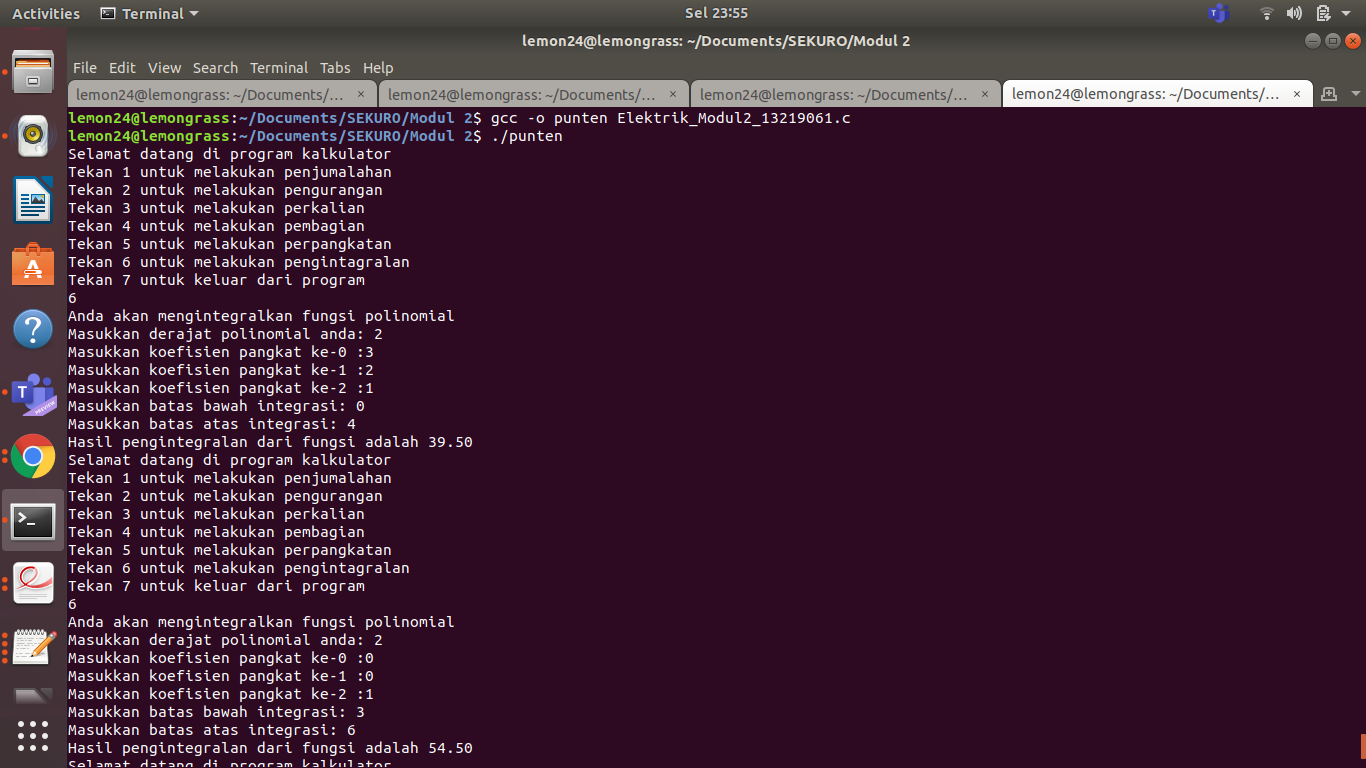 Activities Terminal Sel 23:55
lemon24@lemongrass: ~/Documents/SEKURO/Modul 2
File Edit View Search Terminal Tabs Help
lemon24@lemongrass: ~/Documents/... × lemon24@lemongrass: ~/Documents/... × lemon24@lemongrass: ~/Documents/... × lemon24@lemongrass: ~/Documents/... ×
lemon24@lemongrass:~/Documents/SEKURO/Modul 2$ gcc -o punten Elektrik_Modul2_13219061.c
lemon24@lemongrass:~/Documents/SEKURO/Modul 2$ ./punten
Selamat datang di program kalkulator
Tekan 1 untuk melakukan penjumalahan
Tekan 2 untuk melakukan pengurangan
Tekan 3 untuk melakukan perkalian
Tekan 4 untuk melakukan pembagian
Tekan 5 untuk melakukan perpangkatan
Tekan 6 untuk melakukan pengintagralan
Tekan 7 untuk keluar dari program
6
Anda akan mengintegralkan fungsi polinomial
Masukkan derajat polinomial anda: 2
Masukkan koefisien pangkat ke-0 :3
Masukkan koefisien pangkat ke-1 :2
Masukkan koefisien pangkat ke-2 :1
Masukkan batas bawah integrasi: 0
Masukkan batas atas integrasi: 4
Hasil pengintegralan dari fungsi adalah 39.50
Selamat datang di program kalkulator
Tekan 1 untuk melakukan penjumalahan
Tekan 2 untuk melakukan pengurangan
Tekan 3 untuk melakukan perkalian
Tekan 4 untuk melakukan pembagian
Tekan 5 untuk melakukan perpangkatan
Tekan 6 untuk melakukan pengintagralan
Tekan 7 untuk keluar dari program
6
Anda akan mengintegralkan fungsi polinomial
Masukkan derajat polinomial anda: 2
Masukkan koefisien pangkat ke-0 :0
Masukkan koefisien pangkat ke-1 :0
Masukkan koefisien pangkat ke-2 :1
Masukkan batas bawah integrasi: 3
Masukkan batas atas integrasi: 6
Hasil pengintegralan dari fungsi adalah 54.50
Selamat datang di program kalkulator